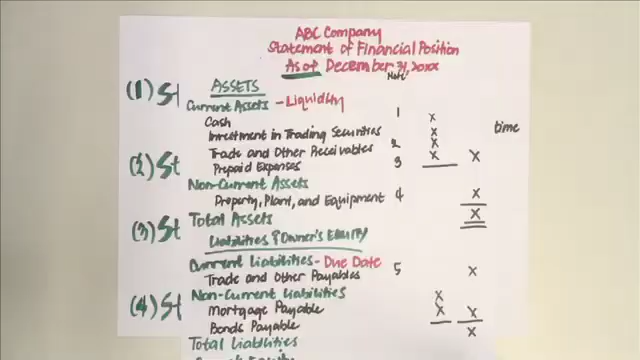 ABC Company
Statement of Financial Position
As of December 31, 20xx
Note
(1) St
ASSETS
Current Assets - Liquidity
Cash 1 x
Investment in Trading Securities x
time
Trade and Other Receivables 2 x
Prepaid Expenses 3 x x
(2) St
Non-Current Assets
Property, Plant, and Equipment 4 x
Total Assets x
(3) St
Liabilities & Owner's Equity
Current Liabilities - Due Date
Trade and Other Payables 5 x
Non-Current Liabilities
(4) St
Mortgage Payable x
Bonds Payable x x
Total Liabilities x